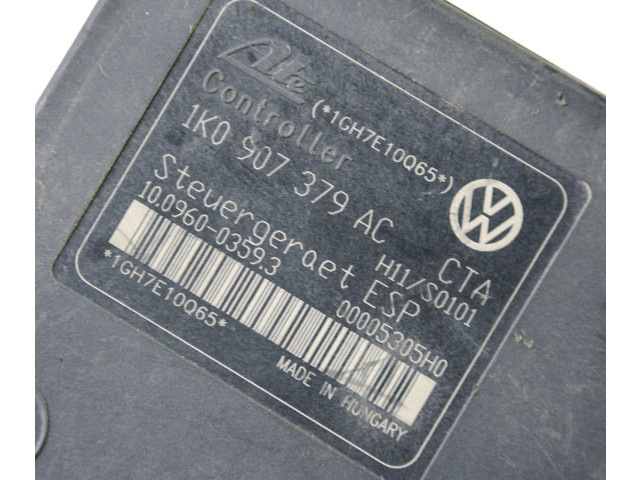 Ate
Controller (*1GH7E10Q65*)
1K0 907 379 AC CTA
Steuergeraet ESP H11/S0101
10.0960-0359.3 00005305H0
*1GH7E10Q65*
MADE IN HUNGARY